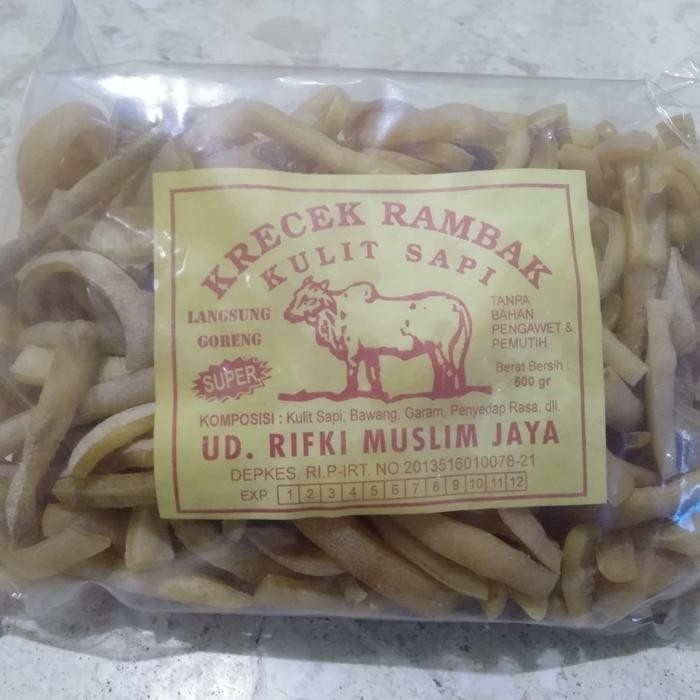 KRECEK RAMBAK
KULIT SAPI
LANGSUNG
GORENG
SUPER
TANPA
BAHAN
PENGAWET &
PEMUTIH
Berat Bersih :
500 gr
KOMPOSISI : Kulit Sapi, Bawang, Garam, Penyedap Rasa, dll.
UD. RIFKI MUSLIM JAYA
DEPKES. RI.P-IRT. NO.2013516010078-21
EXP 1 2 3 4 5 6 7 8 9 10 11 12